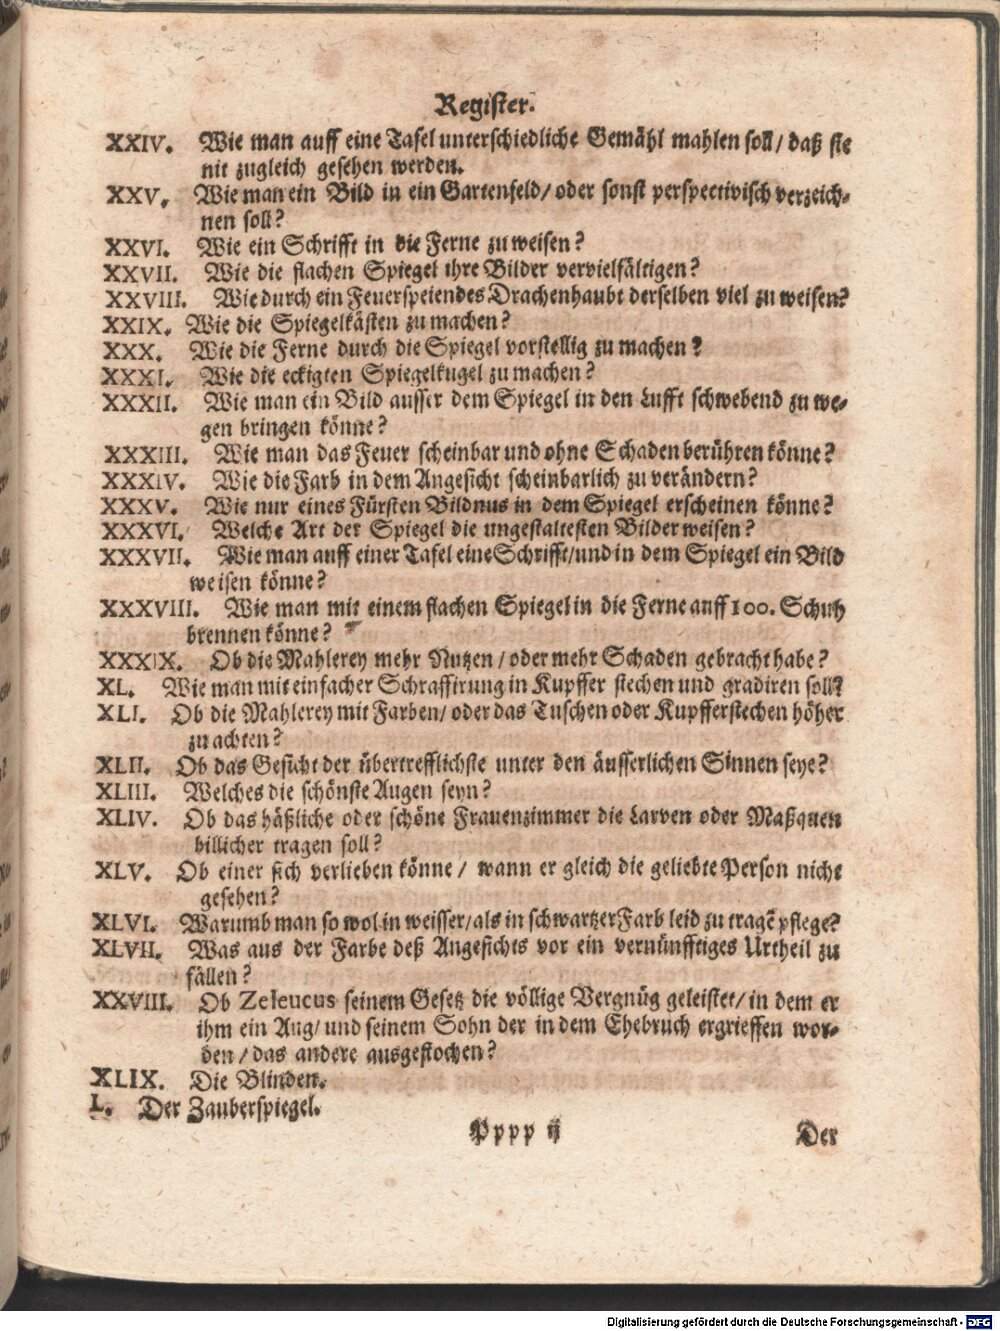 Register.
XXIV. Wie man auff eine Tafel unterschiedliche Gemähl mahlen soll / daß sie
nit zugleich gesehen werden.
XXV. Wie man ein Bild in ein Gartenfeld / oder sonst perspectivisch verzeich-
nen soll?
XXVI. Wie ein Schrifft in die Ferne zu weisen?
XXVII. Wie die flachen Spiegel ihre Bilder vervielfältigen?
XXVIII. Wie durch ein Feuerspeiendes Drachenhaubt derselben viel zu weisen?
XXIX. Wie die Spiegelkästen zu machen?
XXX. Wie die Ferne durch die Spiegel vorstellig zu machen?
XXXI. Wie die eckigten Spiegelkugel zu machen?
XXXII. Wie man ein Bild ausser dem Spiegel in den Lufft schwebend zu we-
gen bringen könne?
XXXIII. Wie man das Feuer scheinbar und ohne Schaden berühren könne?
XXXIV. Wie die Farb in dem Angesicht scheinbarlich zu verändern?
XXXV. Wie nur eines Fürsten Bildnus in dem Spiegel erscheinen könne?
XXXVI. Welche Art der Spiegel die ungestaltesten Bilder weisen?
XXXVII. Wie man auff einer Tafel eine Schrifft / und in dem Spiegel ein Bild
weisen könne?
XXXVIII. Wie man mit einem flachen Spiegel in die Ferne auff 100. Schuh
brennen könne?
XXXIX. Ob die Mahlerey mehr Nutzen / oder mehr Schaden gebracht habe?
XL. Wie man mit einfacher Schraffirung in Kupffer stechen und gradiren soll?
XLI. Ob die Mahlerey mit Farben / oder das Tuschen oder Kupfferstechen höher
zu achten?
XLII. Ob das Gesicht der übertrefflichste unter den äusserlichen Sinnen seye?
XLIII. Welches die schönste Augen seyn?
XLIV. Ob das häßliche oder schöne Frauenzimmer die Larven oder Maßquen
billicher tragen soll?
XLV. Ob einer sich verlieben könne / wann er gleich die geliebte Person nicht
gesehen?
XLVI. Warumb man so wol in weisser / als in schwartzer Farb leid zu tragē pflege?
XLVII. Was aus der Farbe deß Angesichts vor ein vernünfftiges Urtheil zu
fällen?
XXVIII. Ob Zeleucus seinem Gesetz die völlige Vergnüg geleistet / in dem er
ihm ein Aug / und seinem Sohn der in dem Ehebruch ergrieffen wor-
den / das andere ausgestochen?
XLIX. Die Blinden.
L. Der Zauberspiegel.
Pppp ij
Der
Digitalisierung gefördert durch die Deutsche Forschungsgemeinschaft - DFG